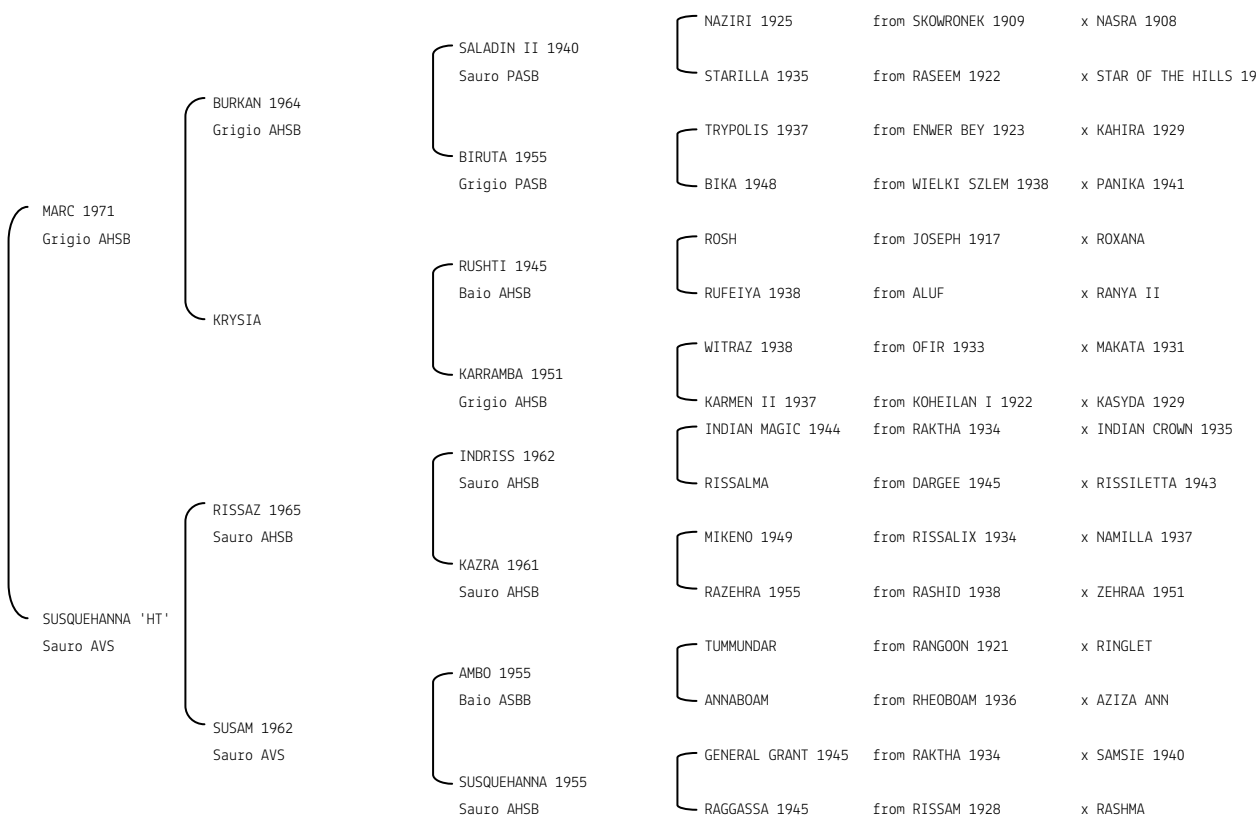 NAZIRI 1925 from SKOWRONEK 1909 x NASRA 1908
SALADIN II 1940
Sauro PASB STARILLA 1935 from RASEEM 1922 x STAR OF THE HILLS 19
BURKAN 1964
Grigio AHSB TRYPOLIS 1937 from ENWER BEY 1923 x KAHIRA 1929
BIRUTA 1955
Grigio PASB BIKA 1948 from WIELKI SZLEM 1938 x PANIKA 1941
MARC 1971
Grigio AHSB ROSH from JOSEPH 1917 x ROXANA
RUSHTI 1945
Baio AHSB RUFEIYA 1938 from ALUF x RANYA II
KRYSIA
WITRAZ 1938 from OFIR 1933 x MAKATA 1931
KARRAMBA 1951
Grigio AHSB KARMEN II 1937 from KOHEILAN I 1922 x KASYDA 1929
INDIAN MAGIC 1944 from RAKTHA 1934 x INDIAN CROWN 1935
INDRISS 1962
Sauro AHSB RISSALMA from DARGEE 1945 x RISSILETTA 1943
RISSAZ 1965
Sauro AHSB MIKENO 1949 from RISSALIX 1934 x NAMILLA 1937
KAZRA 1961
Sauro AHSB RAZEHRA 1955 from RASHID 1938 x ZEHRAA 1951
SUSQUEHANNA 'HT'
Sauro AVS TUMMUNDAR from RANGOON 1921 x RINGLET
AMBO 1955
Baio ASBB ANNABOAM from RHEOBOAM 1936 x AZIZA ANN
SUSAM 1962
Sauro AVS GENERAL GRANT 1945 from RAKTHA 1934 x SAMSIE 1940
SUSQUEHANNA 1955
Sauro AHSB RAGGASSA 1945 from RISSAM 1928 x RASHMA